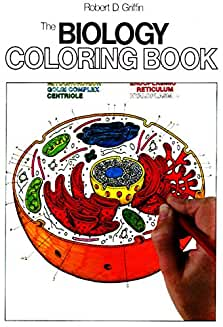 Robert D Griffin
The
BIOLOGY
COLORING BOOK
GOLGI COMPLEX
CENTRIOLE
RETICULUM